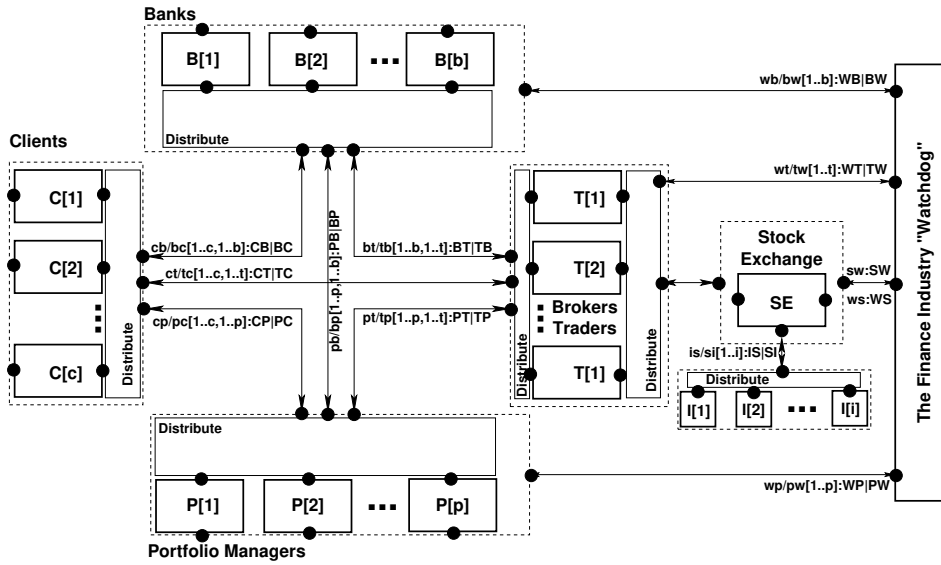 Banks
B[1]
B[2]
B[b]
Distribute
wb/bw[1..b]:WB|BW
The Finance Industry "Watchdog"
Clients
C[1]
C[2]
C[c]
Distribute
cb/bc[1..c,1..b]:CB|BC
ct/tc[1..c,1..t]:CT|TC
cp/pc[1..c,1..p]:CP|PC
pb/bp[1..p,1..b]:PB|BP
bt/tb[1..b,1..t]:BT|TB
pt/tp[1..p,1..t]:PT|TP
Distribute
T[1]
T[2]
Brokers
Traders
T[1]
Distribute
wt/tw[1..t]:WT|TW
Stock
Exchange
SE
sw:SW
ws:WS
is/si[1..i]:IS|SI
Distribute
I[1]
I[2]
I[i]
Distribute
wp/pw[1..p]:WP|PW
P[1]
P[2]
P[p]
Portfolio Managers